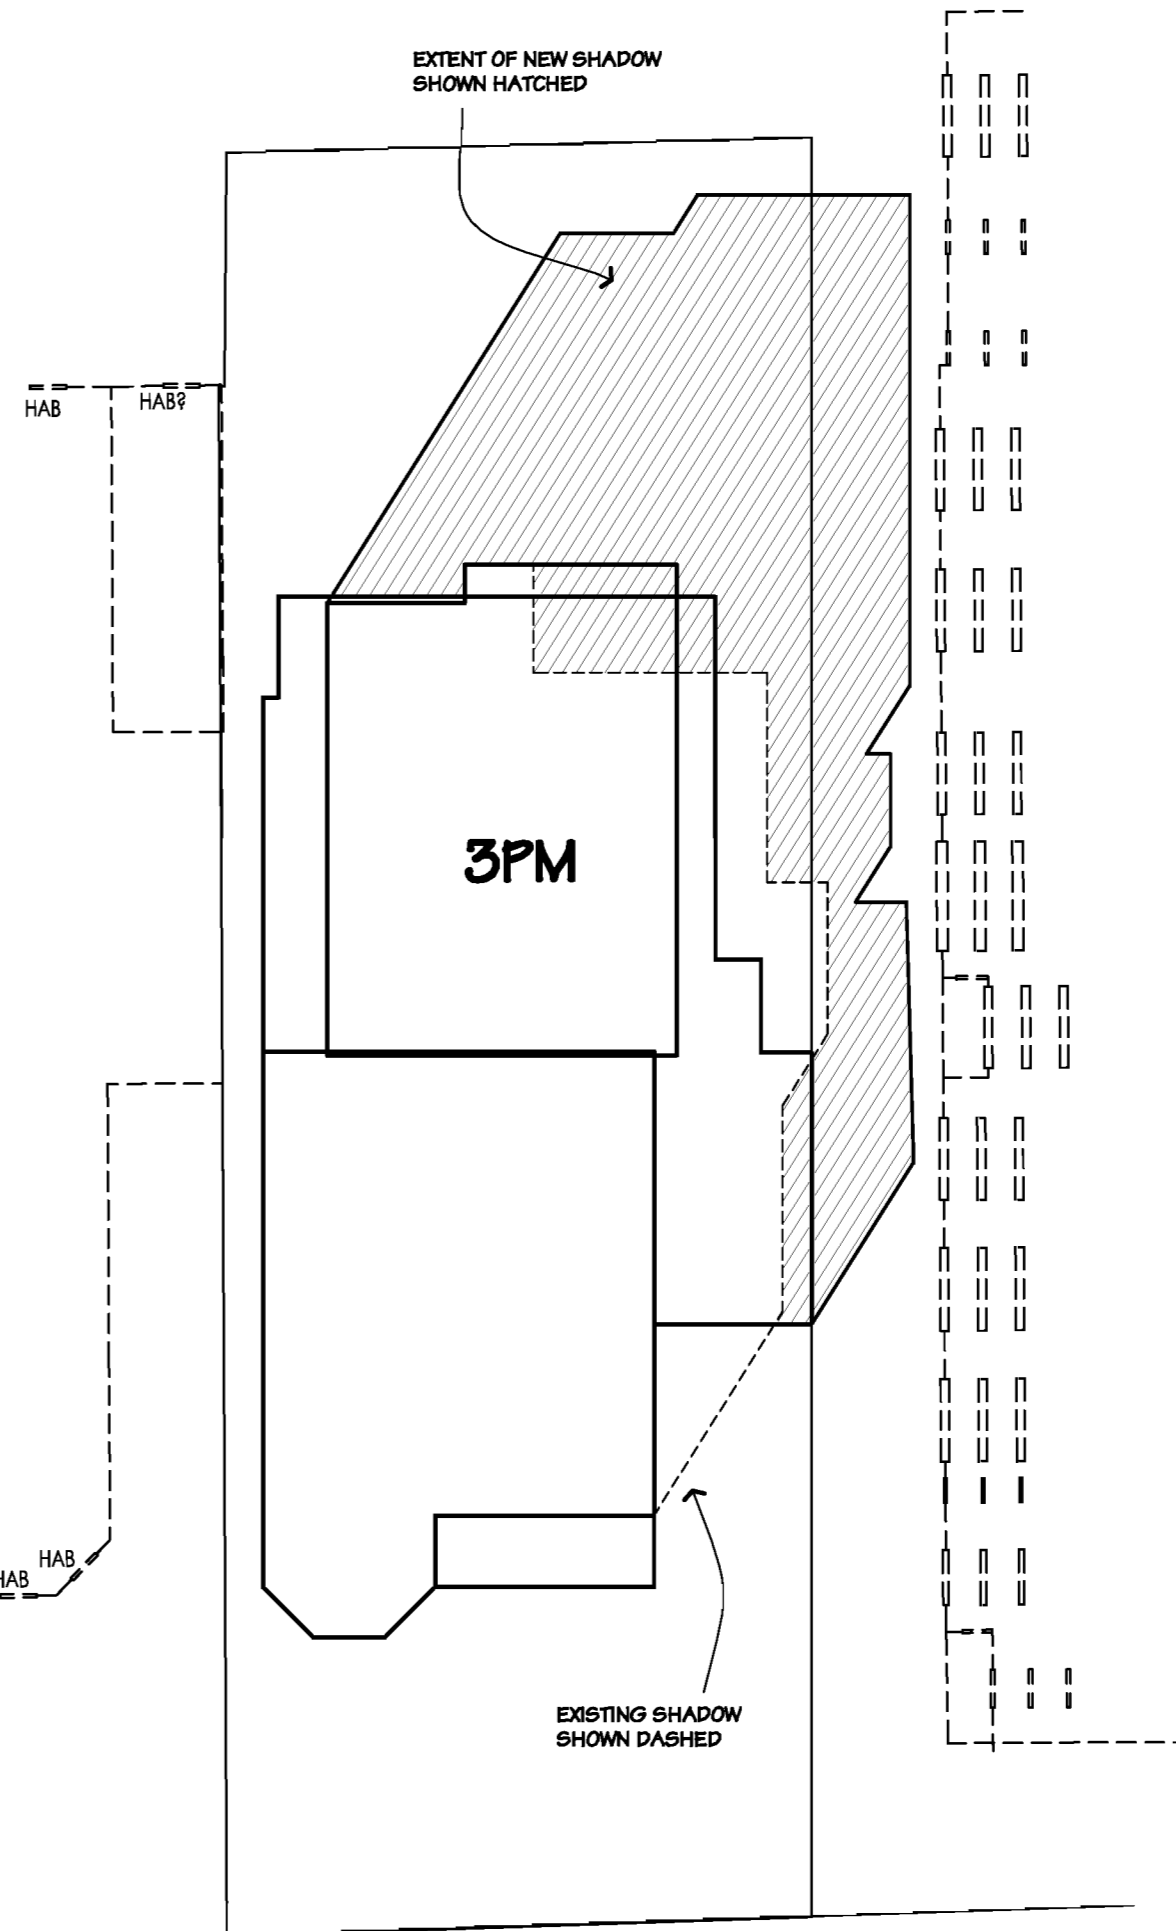 EXTENT OF NEW SHADOW
SHOWN HATCHED
HAB
HAB?
3PM
HAB
HAB
EXISTING SHADOW
SHOWN DASHED